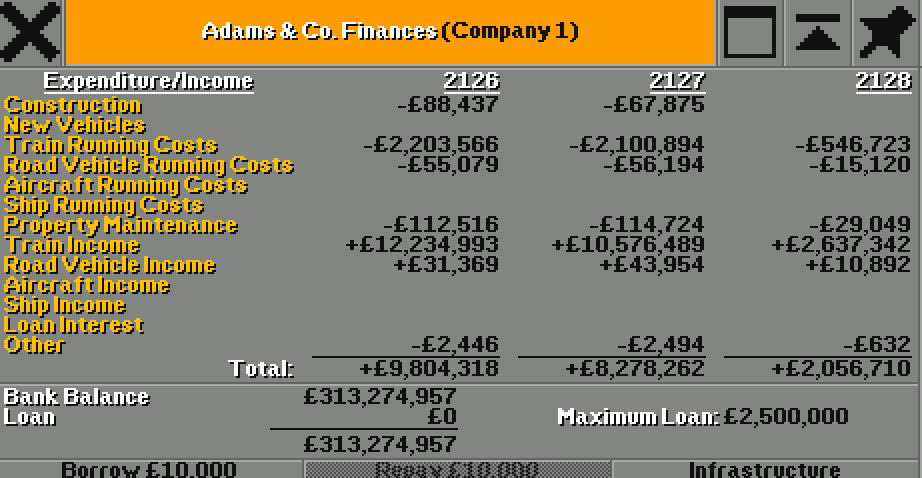 Adams & Co. Finances (Company 1)
Expenditure/Income 2126 2127 2128
Construction -£88,437 -£67,875
New Vehicles
Train Running Costs -£2,203,566 -£2,100,894 -£546,723
Road Vehicle Running Costs -£55,079 -£56,194 -£15,120
Aircraft Running Costs
Ship Running Costs
Property Maintenance -£112,516 -£114,724 -£29,049
Train Income +£12,234,993 +£10,576,489 +£2,637,342
Road Vehicle Income +£31,369 +£43,954 +£10,892
Aircraft Income
Ship Income
Loan Interest
Other -£2,446 -£2,494 -£632
Total: +£9,804,318 +£8,278,262 +£2,056,710
Bank Balance £313,274,957
Loan £0 Maximum Loan: £2,500,000
£313,274,957
Borrow £10,000 Repay £10,000 Infrastructure